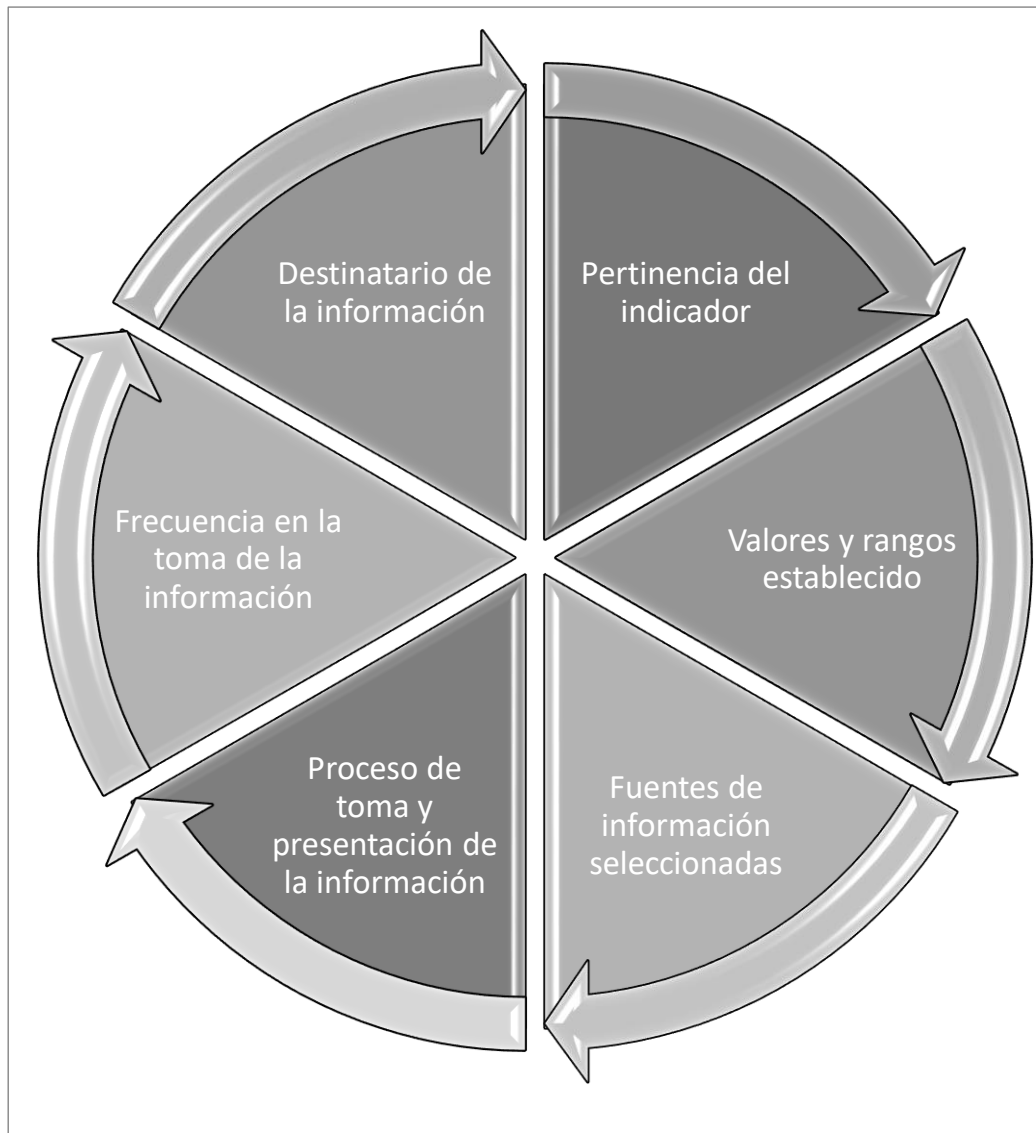 Pertinencia del
indicador
Valores y rangos
establecido
Fuentes de
información
seleccionadas
Proceso de
toma y
presentación de
la información
Frecuencia en la
toma de la
información
Destinatario de
la información